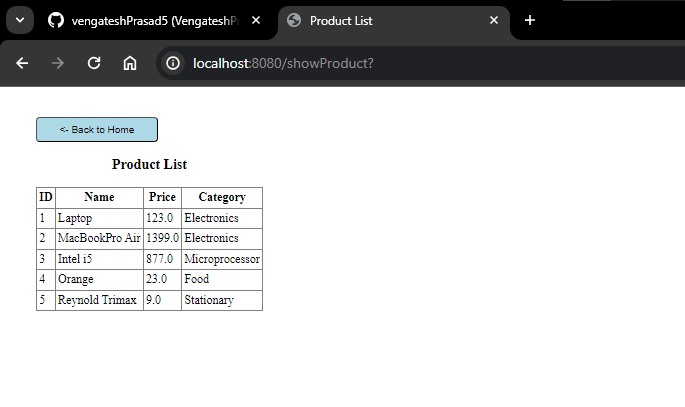 vengateshPrasad5 (VengateshPr
Product List
localhost:8080/showProduct?
<- Back to Home
Product List
ID Name Price Category
1 Laptop 123.0 Electronics
2 MacBookPro Air 1399.0 Electronics
3 Intel i5 877.0 Microprocessor
4 Orange 23.0 Food
5 Reynold Trimax 9.0 Stationary